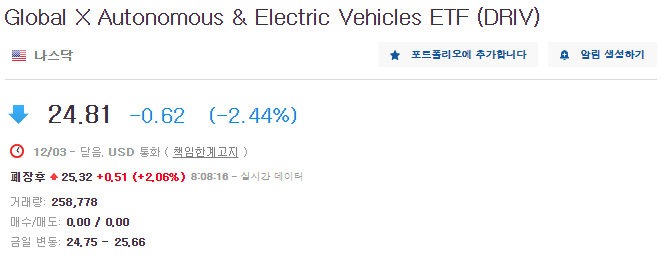 Global X Autonomous & Electric Vehicles ETF (DRIV)
나스닥
포트폴리오에 추가합니다
알림 생성하기
24.81 -0.62 (-2.44%)
12/03 - 닫음. USD 통화 ( 책임한계고지 )
폐장후 25.32 +0.51 (+2.06%) 8:08:16 - 실시간 데이터
거래량: 258,778
매수/매도: 0.00 / 0.00
금일 변동: 24.75 - 25.66